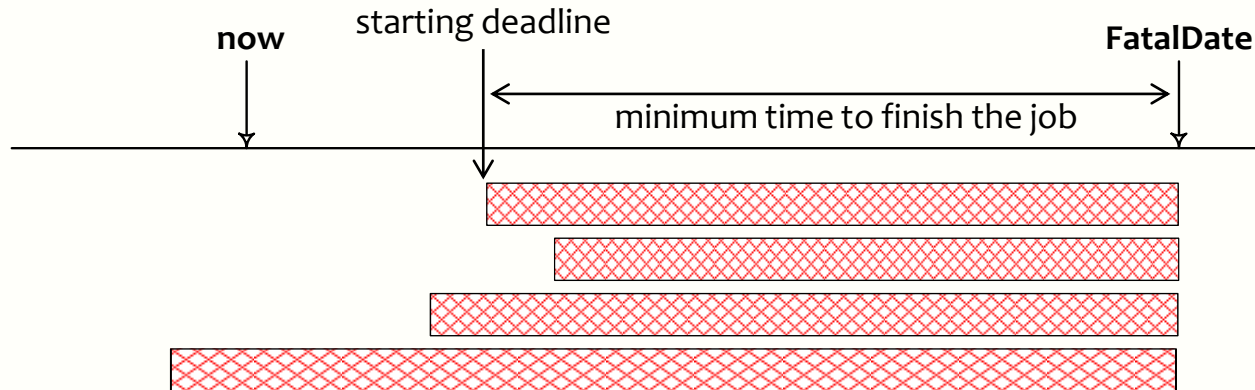 starting deadline
now
FatalDate
minimum time to finish the job